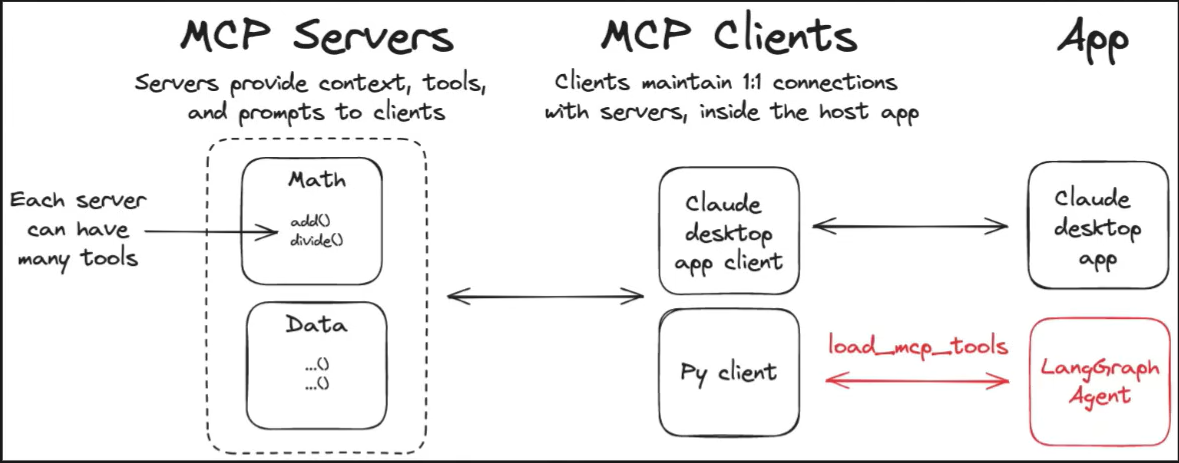 MCP Servers
Servers provide context, tools,
and prompts to clients
MCP Clients
Clients maintain 1:1 connections
with servers, inside the host app
App
Each server
can have
many tools
Math
add()
divide()
Data
...()
...()
Claude
desktop
app client
Py client
load_mcp_tools
Claude
desktop
app
LangGraph
Agent